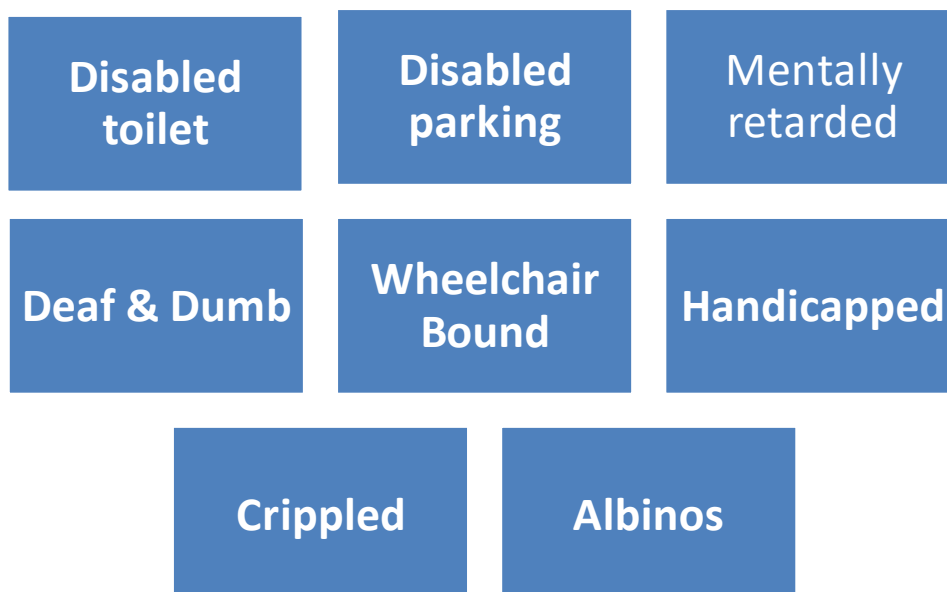 Disabled
toilet
Disabled
parking
Mentally
retarded
Deaf & Dumb
Wheelchair
Bound
Handicapped
Crippled
Albinos